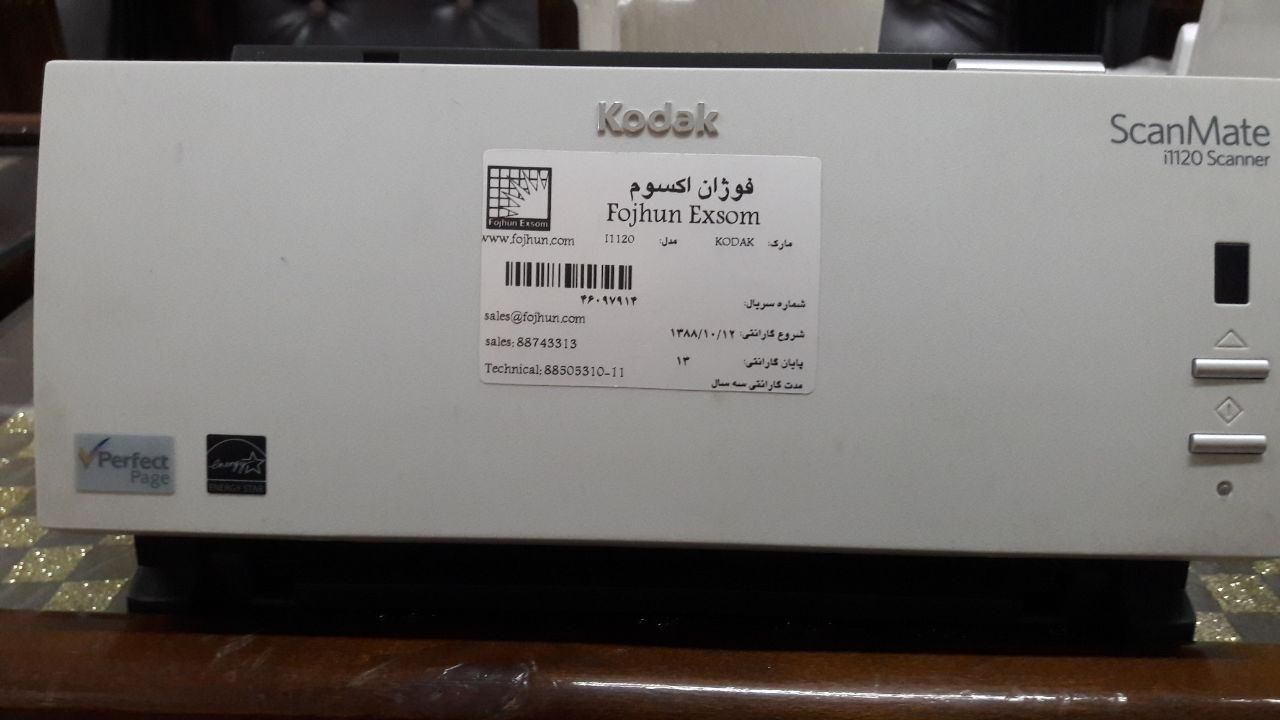 Kodak
ScanMate
i1120 Scanner
فوژان اکسوم
Fojhun Exsom
Fojhun Exsom
www.fojhun.com
مارک: KODAK مدل: I1120
شماره سریال: ۴۶۰۹۷۹۱۴
sales@fojhun.com
شروع گارانتی: ۱۳۸۸/۱۰/۱۲
sales:88743313
پایان گارانتی: ۱۳
Technical:88505310-11
مدت گارانتی سه سال
Perfect
Page
energy
ENERGY STAR